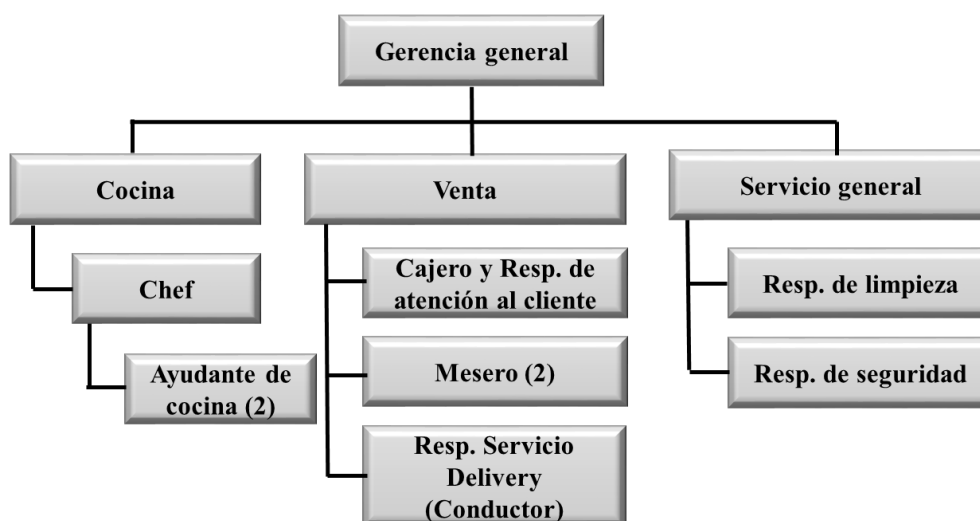 Gerencia general
Cocina
Venta
Servicio general
Chef
Ayudante de
cocina (2)
Cajero y Resp. de
atención al cliente
Mesero (2)
Resp. Servicio
Delivery
(Conductor)
Resp. de limpieza
Resp. de seguridad